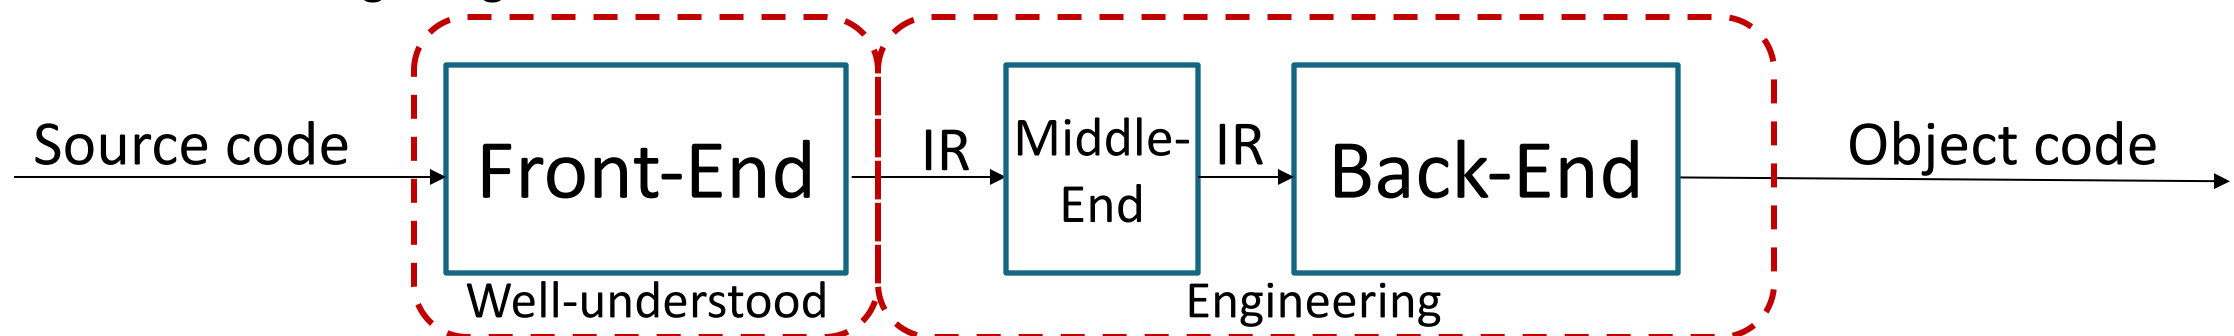 Source code
Front-End
Well-understood
IR
Middle-
End
IR
Back-End
Engineering
Object code